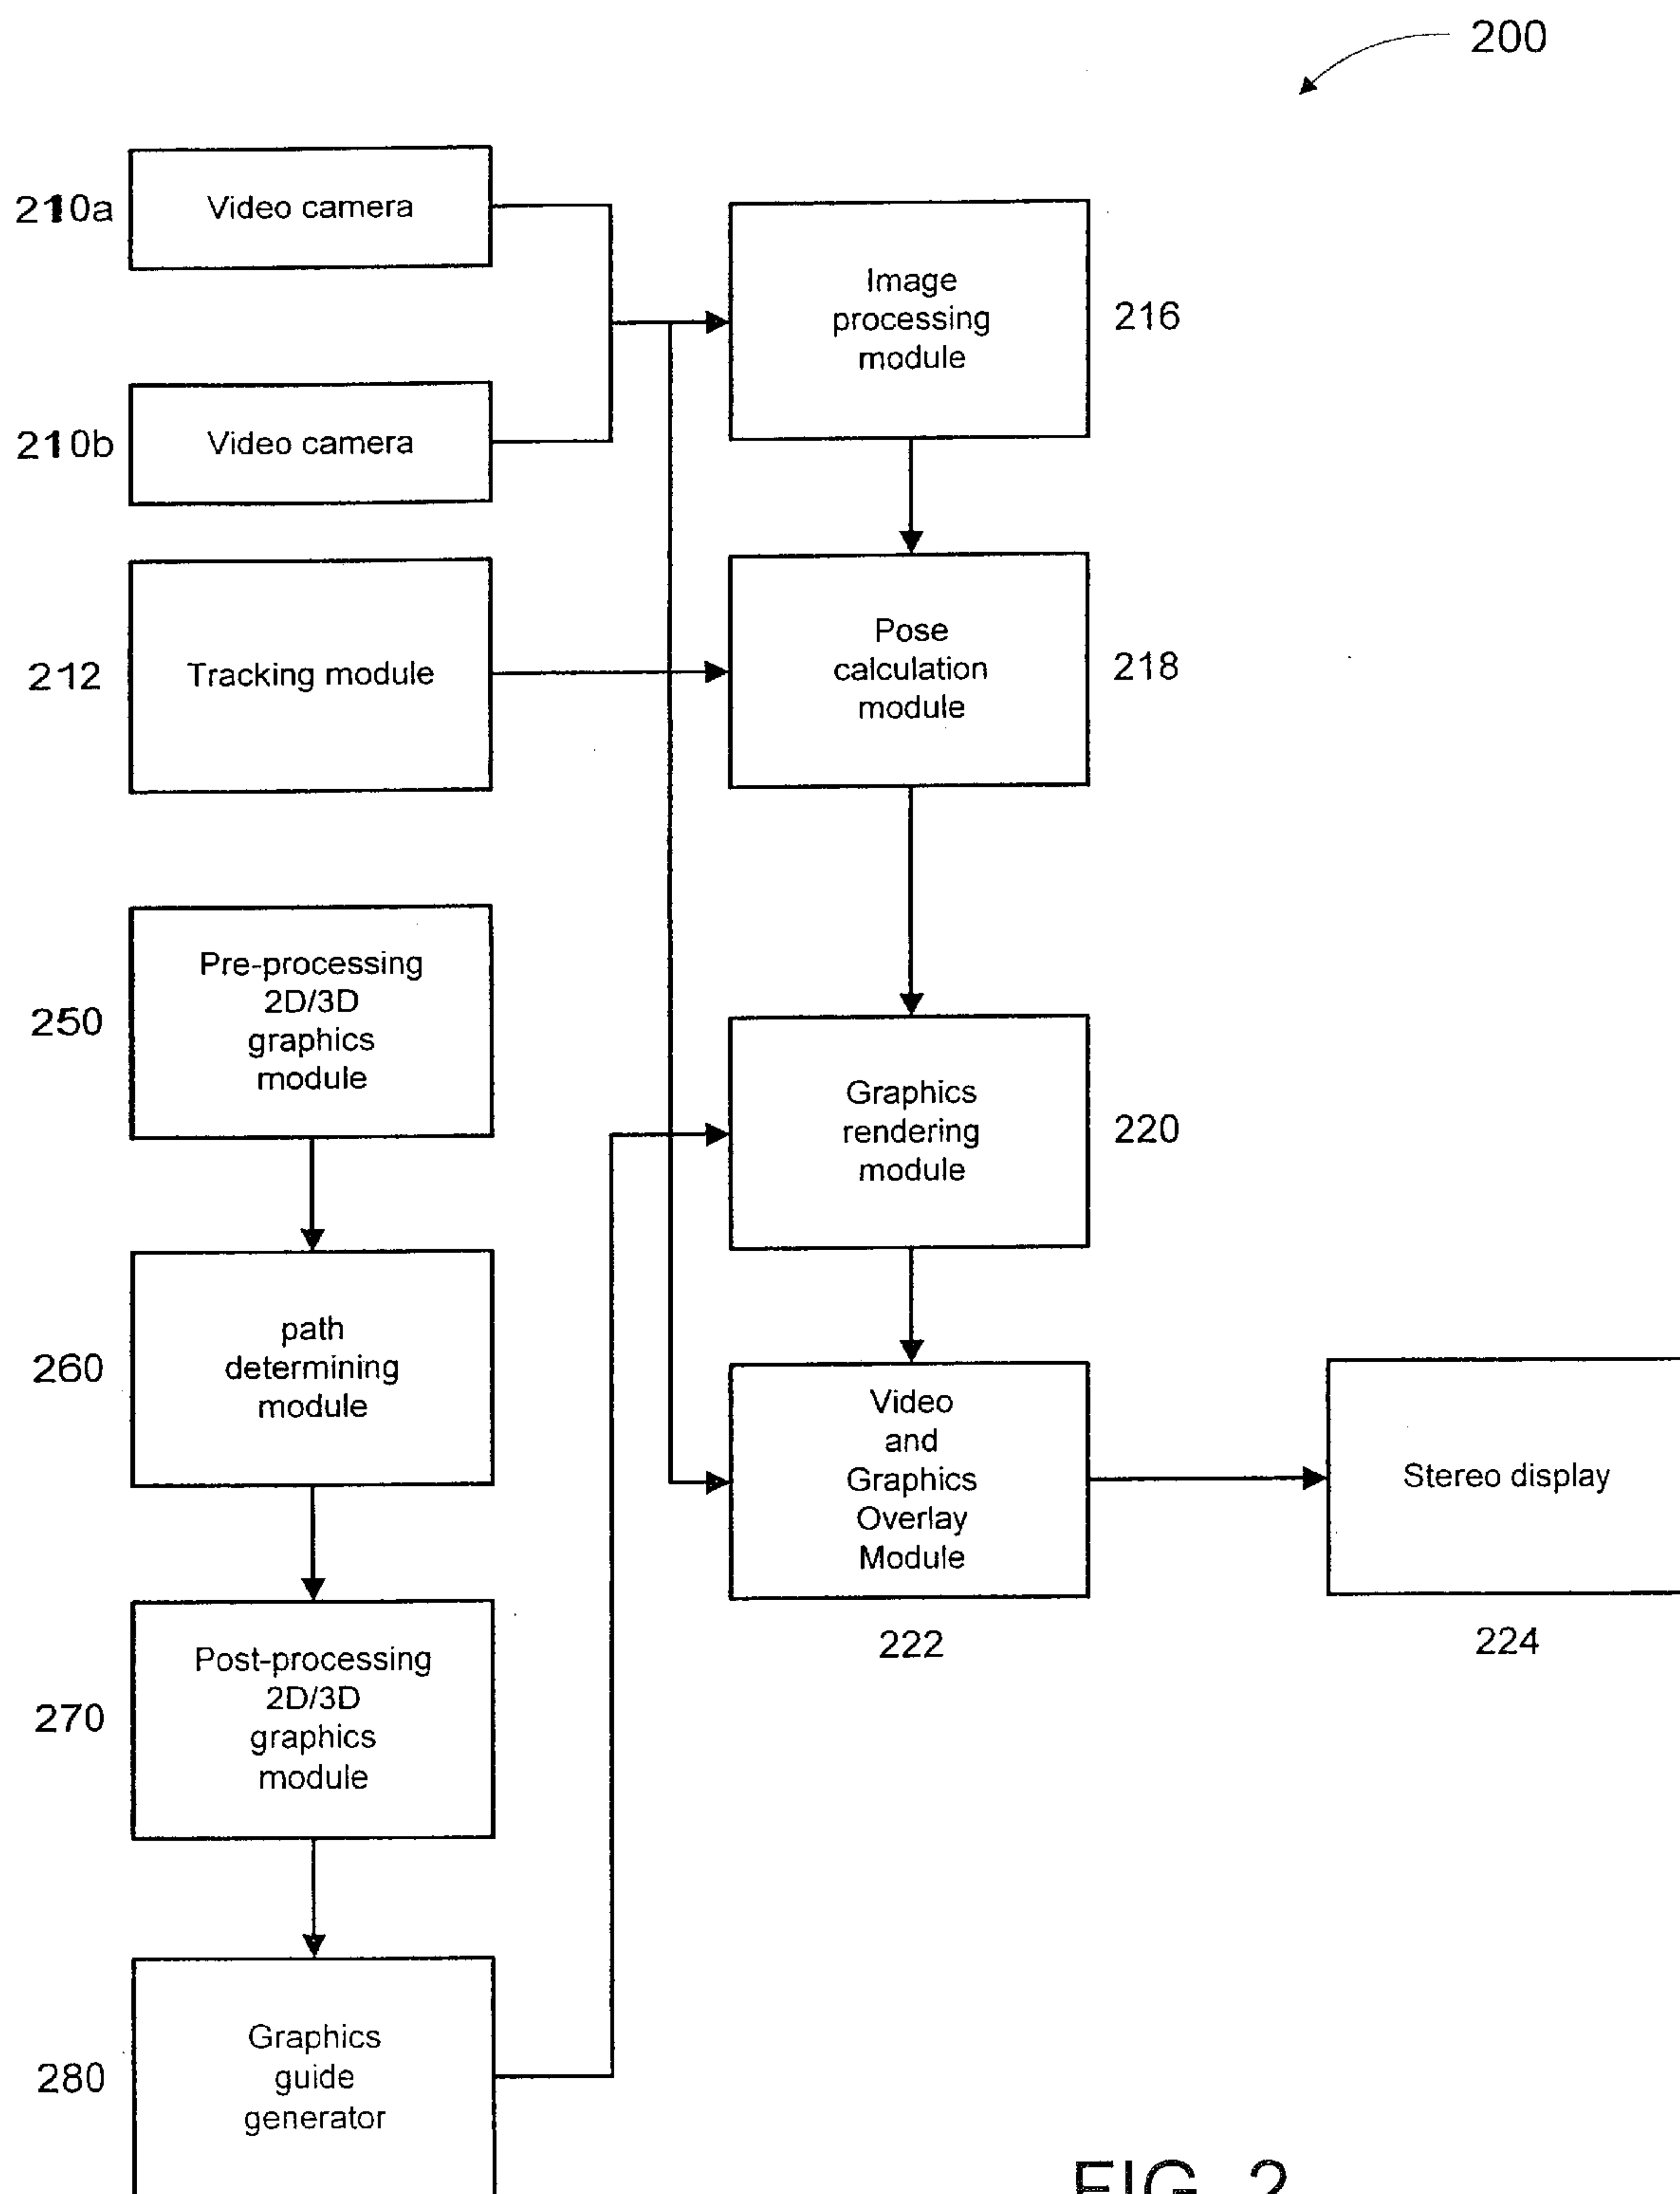 200
210a
Video camera
Image
processing
module
216
210b
Video camera
212
Tracking module
Pose
calculation
module
218
250
Pre-processing
2D/3D
graphics
module
Graphics
rendering
module
220
260
path
determining
module
Video
and
Graphics
Overlay
Module
222
Stereo display
224
270
Post-processing
2D/3D
graphics
module
280
Graphics
guide
generator
FIG. 2